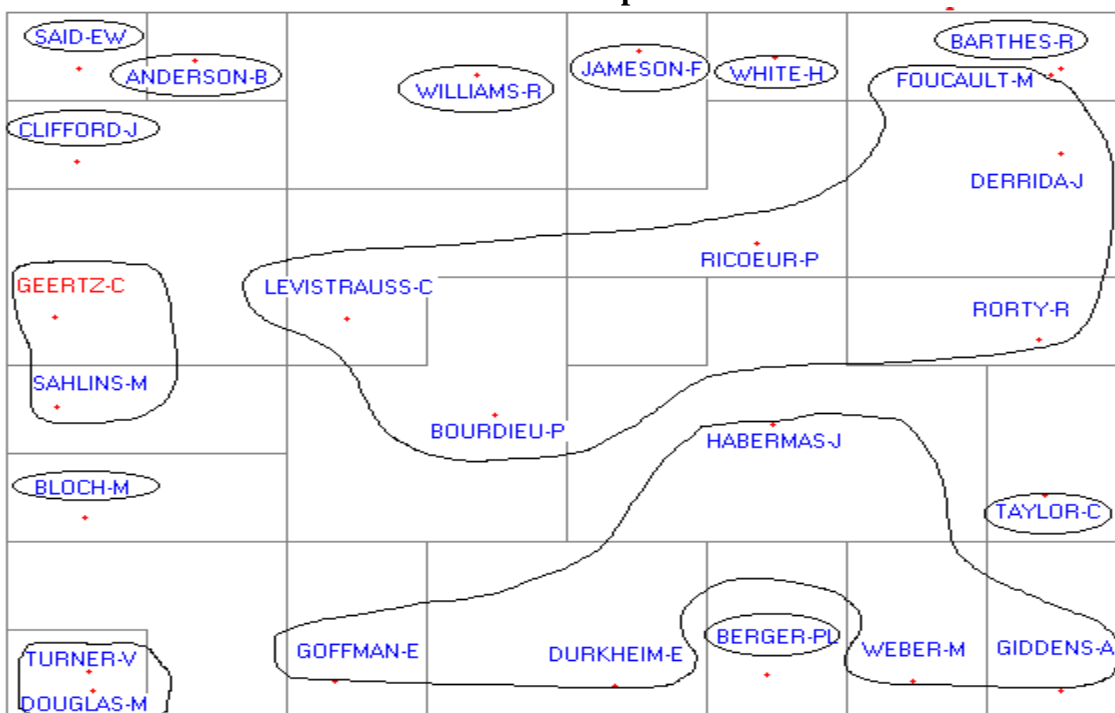 SAID-EW
BARTHES-R
ANDERSON-B
WILLIAMS-R
JAMESON-F
WHITE-H
FOUCAULT-M
CLIFFORD-J
DERRIDA-J
RICOEUR-P
GEERTZ-C
LEVISTRAUSS-C
RORTY-R
SAHLINS-M
BOURDIEU-P
HABERMAS-J
BLOCH-M
TAYLOR-C
TURNER-V
GOFFMAN-E
DURKHEIM-E
BERGER-PL
WEBER-M
GIDDENS-A
DOUGLAS-M